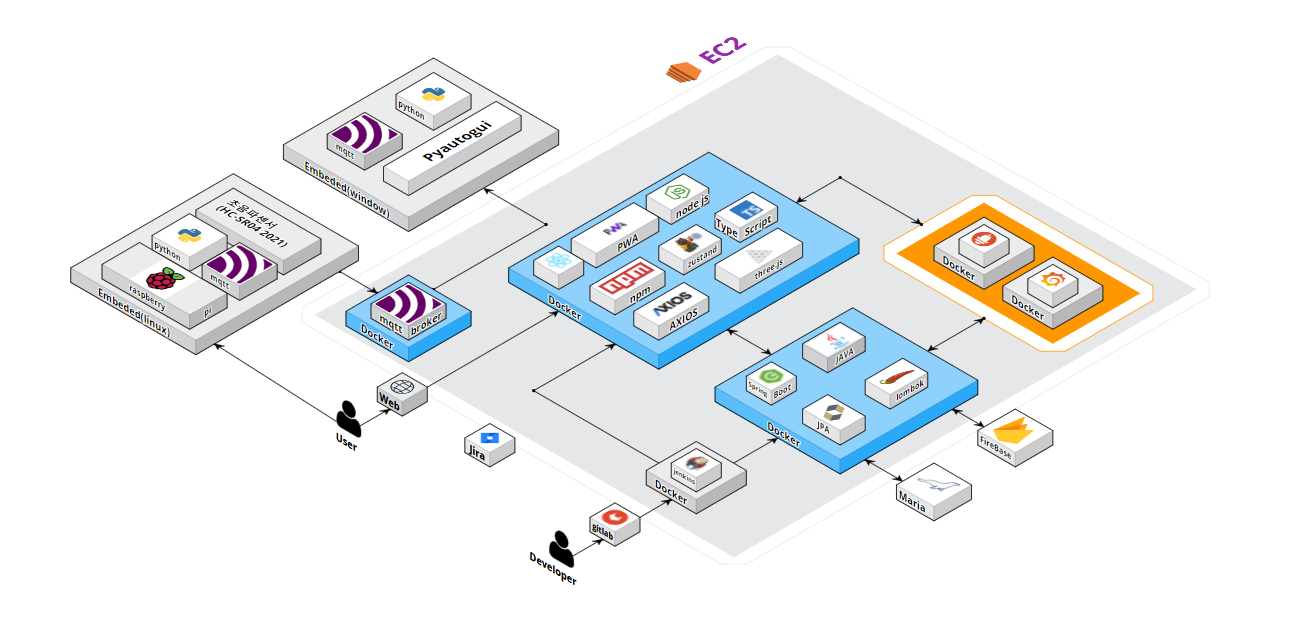 EC2
python
mqtt
Pyautogui
Embeded(window)
초음파센서
(HC-SR04 2021)
python
mqtt
raspberry
pi
Embeded(linux)
mqtt
broker
Docker
node js
Type
Script
PWA
zustand
three.js
npm
AXIOS
AXIOS
Docker
Docker
Docker
JAVA
Spring
Boot
lombok
JPA
Docker
Web
User
Jira
jenkins
Docker
gitlab
Developer
FireBase
Maria